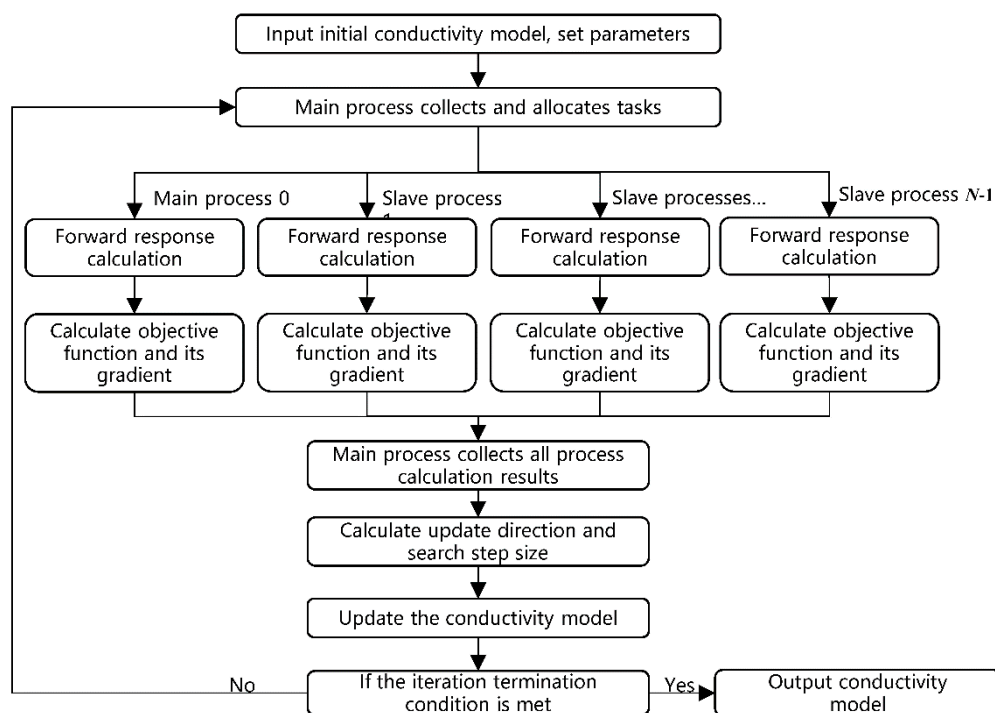 Input initial conductivity model, set parameters
Main process collects and allocates tasks
Main process 0
Slave process
Slave processes...
Slave process N-1
Forward response
calculation
Forward response
calculation
Forward response
calculation
Forward response
calculation
Calculate objective
function and its
gradient
Calculate objective
function and its
gradient
Calculate objective
function and its
gradient
Calculate objective
function and its
gradient
Main process collects all process
calculation results
Calculate update direction and
search step size
Update the conductivity model
No
If the iteration termination
condition is met
Yes
Output conductivity
model